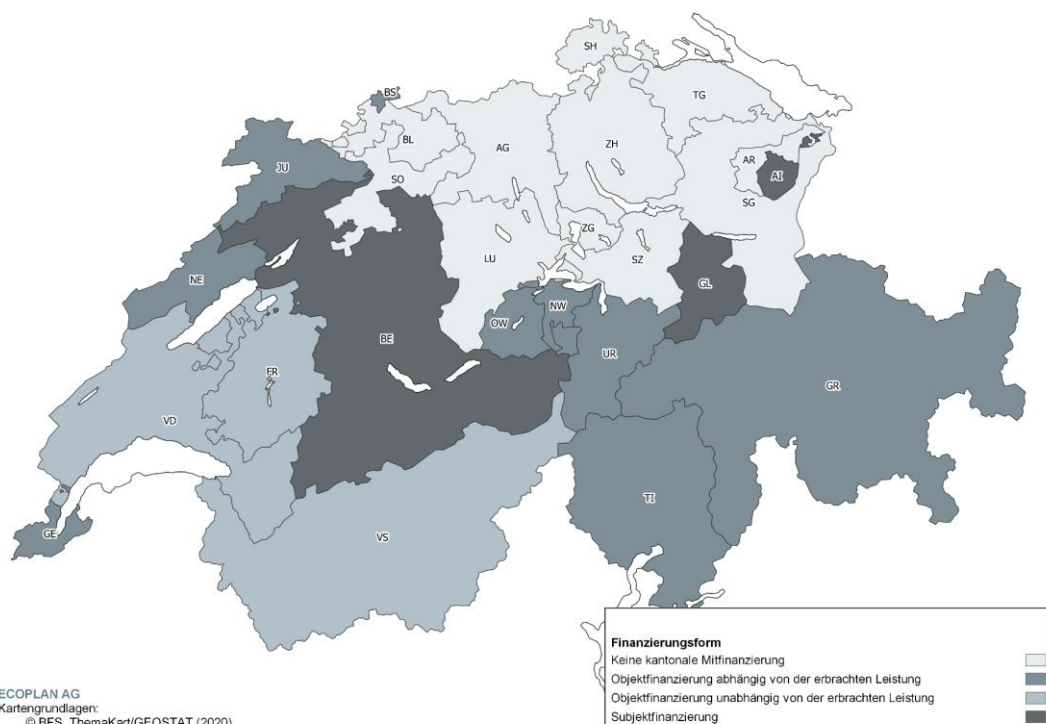 SH
BS
TG
BL
AG
ZH
JU
AR
AI
SO
SG
ZG
LU
SZ
NE
GL
OW
NW
BE
UR
FR
GR
VD
TI
GE
VS
Finanzierungsform
Keine kantonale Mitfinanzierung
Objektfinanzierung abhängig von der erbrachten Leistung
Objektfinanzierung unabhängig von der erbrachten Leistung
Subjektfinanzierung
ECOPLAN AG
Kartengrundlagen:
© BFS, ThemaKart/GEOSTAT (2020)